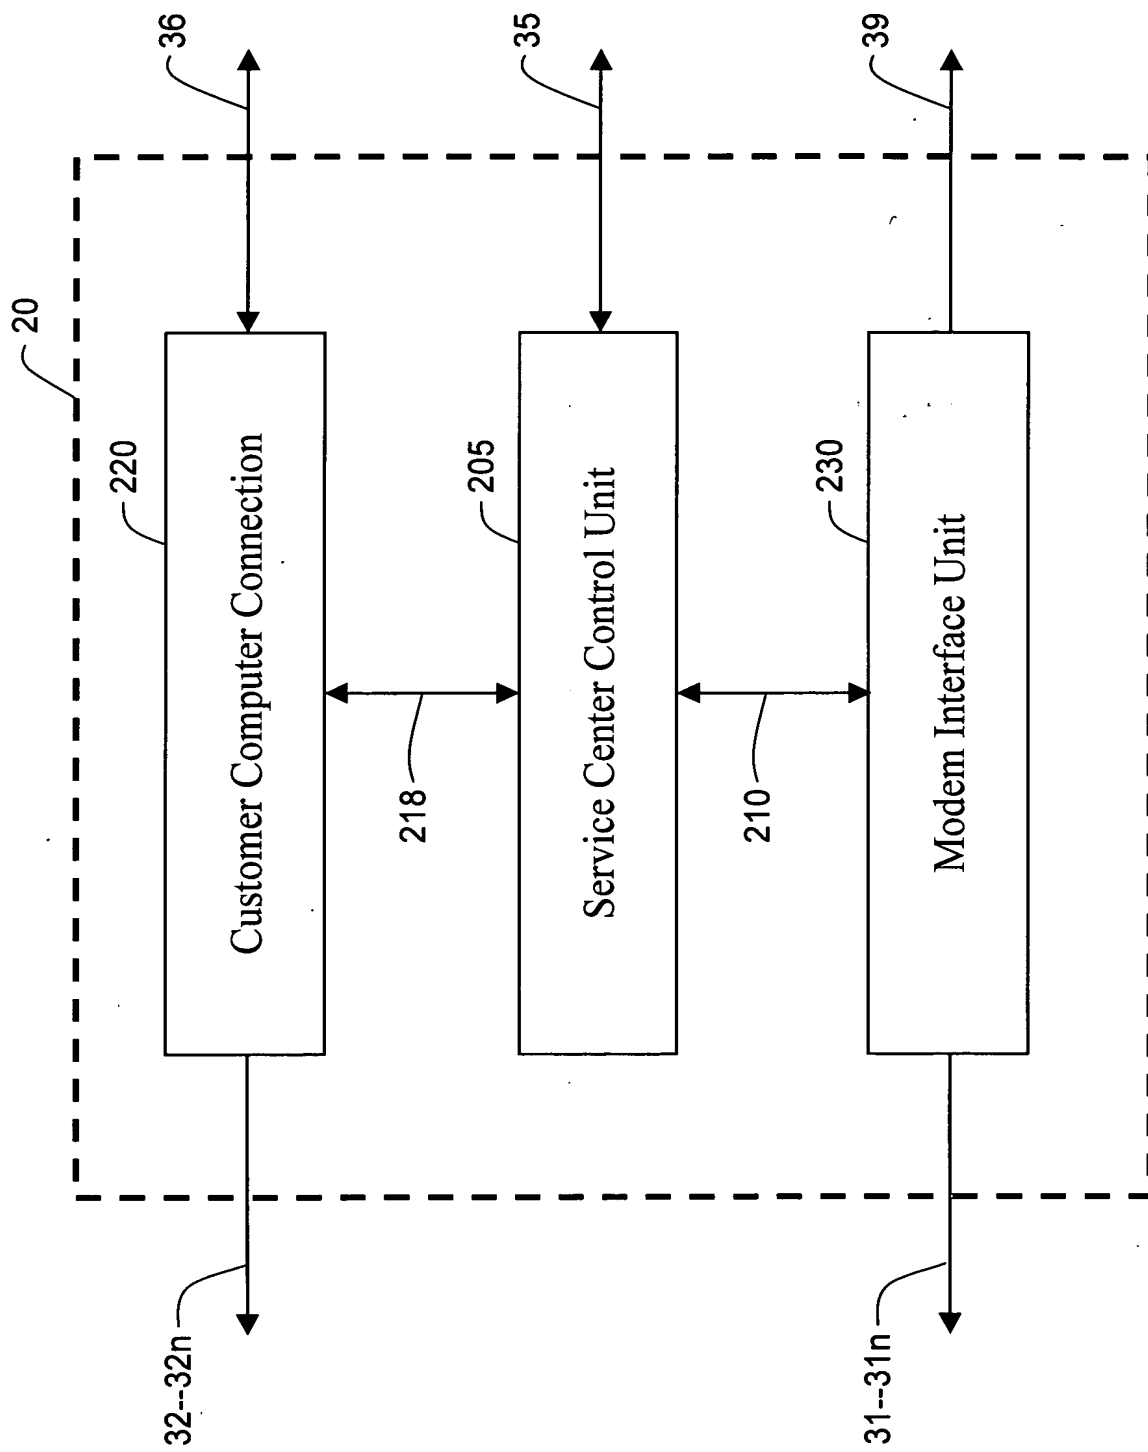 20
220
Customer Computer Connection
36
32---32n
218
205
Service Center Control Unit
35
210
230
Modem Interface Unit
39
31--31n